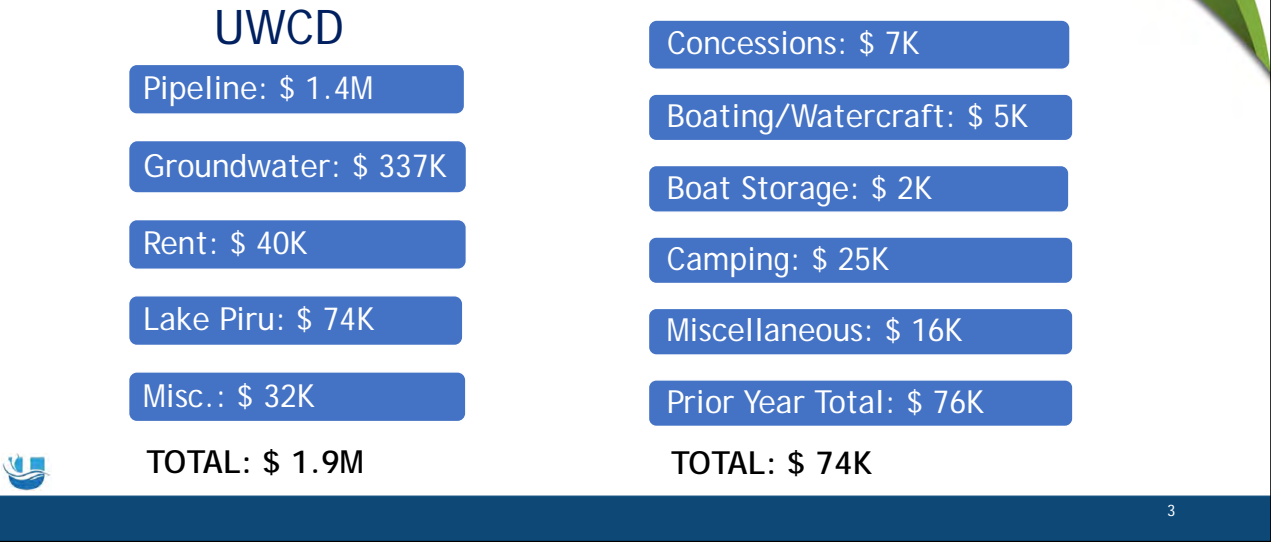 UWCD
Pipeline: $ 1.4M
Groundwater: $ 337K
Rent: $ 40K
Lake Piru: $ 74K
Misc.: $ 32K
TOTAL: $ 1.9M
Concessions: $ 7K
Boating/Watercraft: $ 5K
Boat Storage: $ 2K
Camping: $ 25K
Miscellaneous: $ 16K
Prior Year Total: $ 76K
TOTAL: $ 74K
3